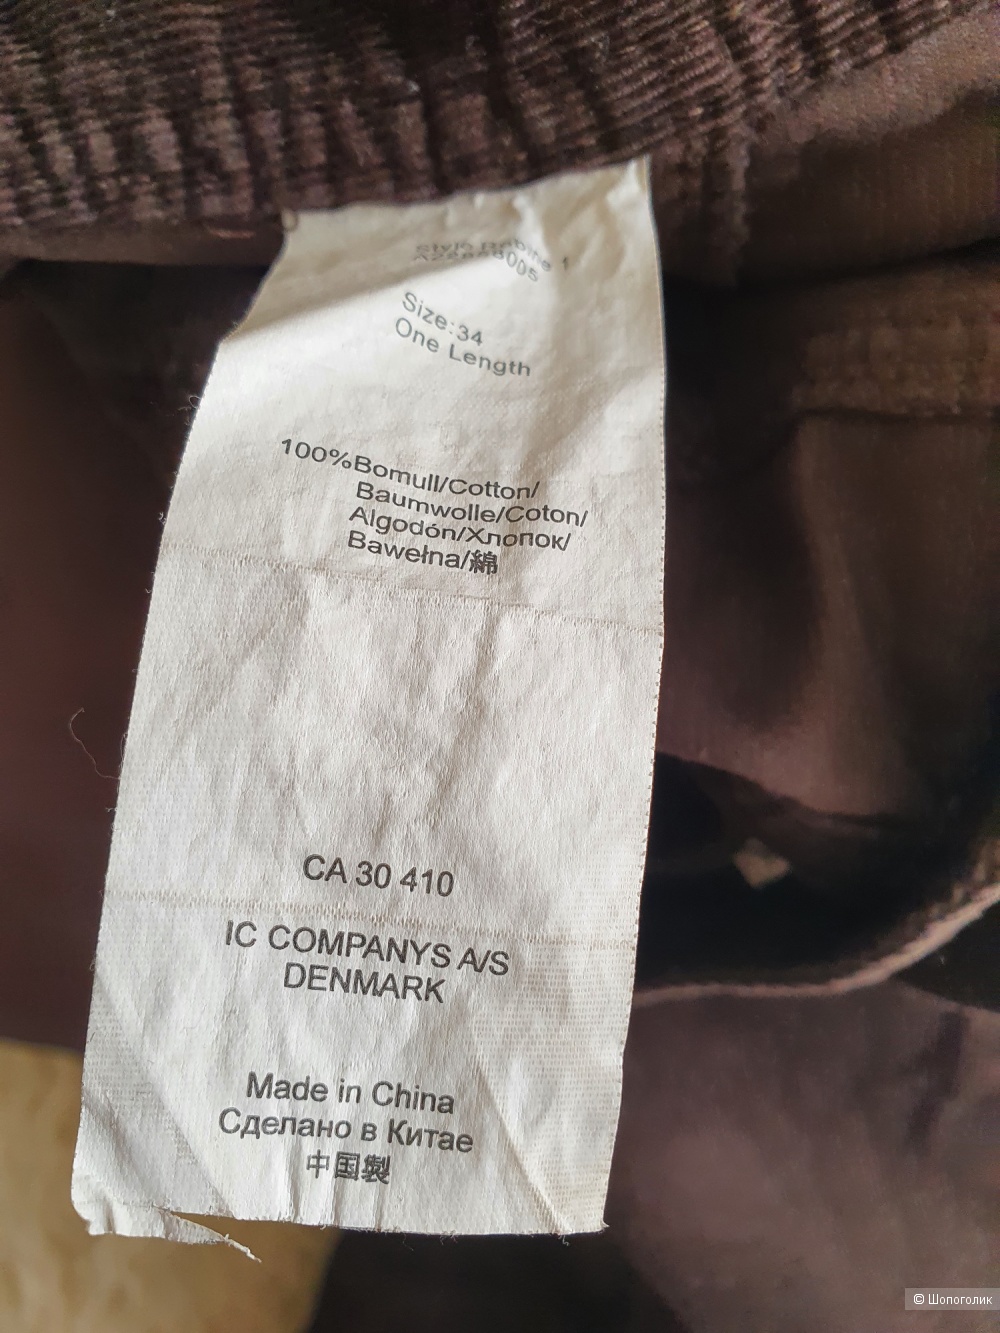 Size:34
One Length
100%Bomull/Cotton/
Baumwolle/Coton/
Algodón/Хлопок/
Bawełna/綿
CA 30 410
IC COMPANYS A/S
DENMARK
Made in China
Сделано в Китае
中国製
© Шопоголик